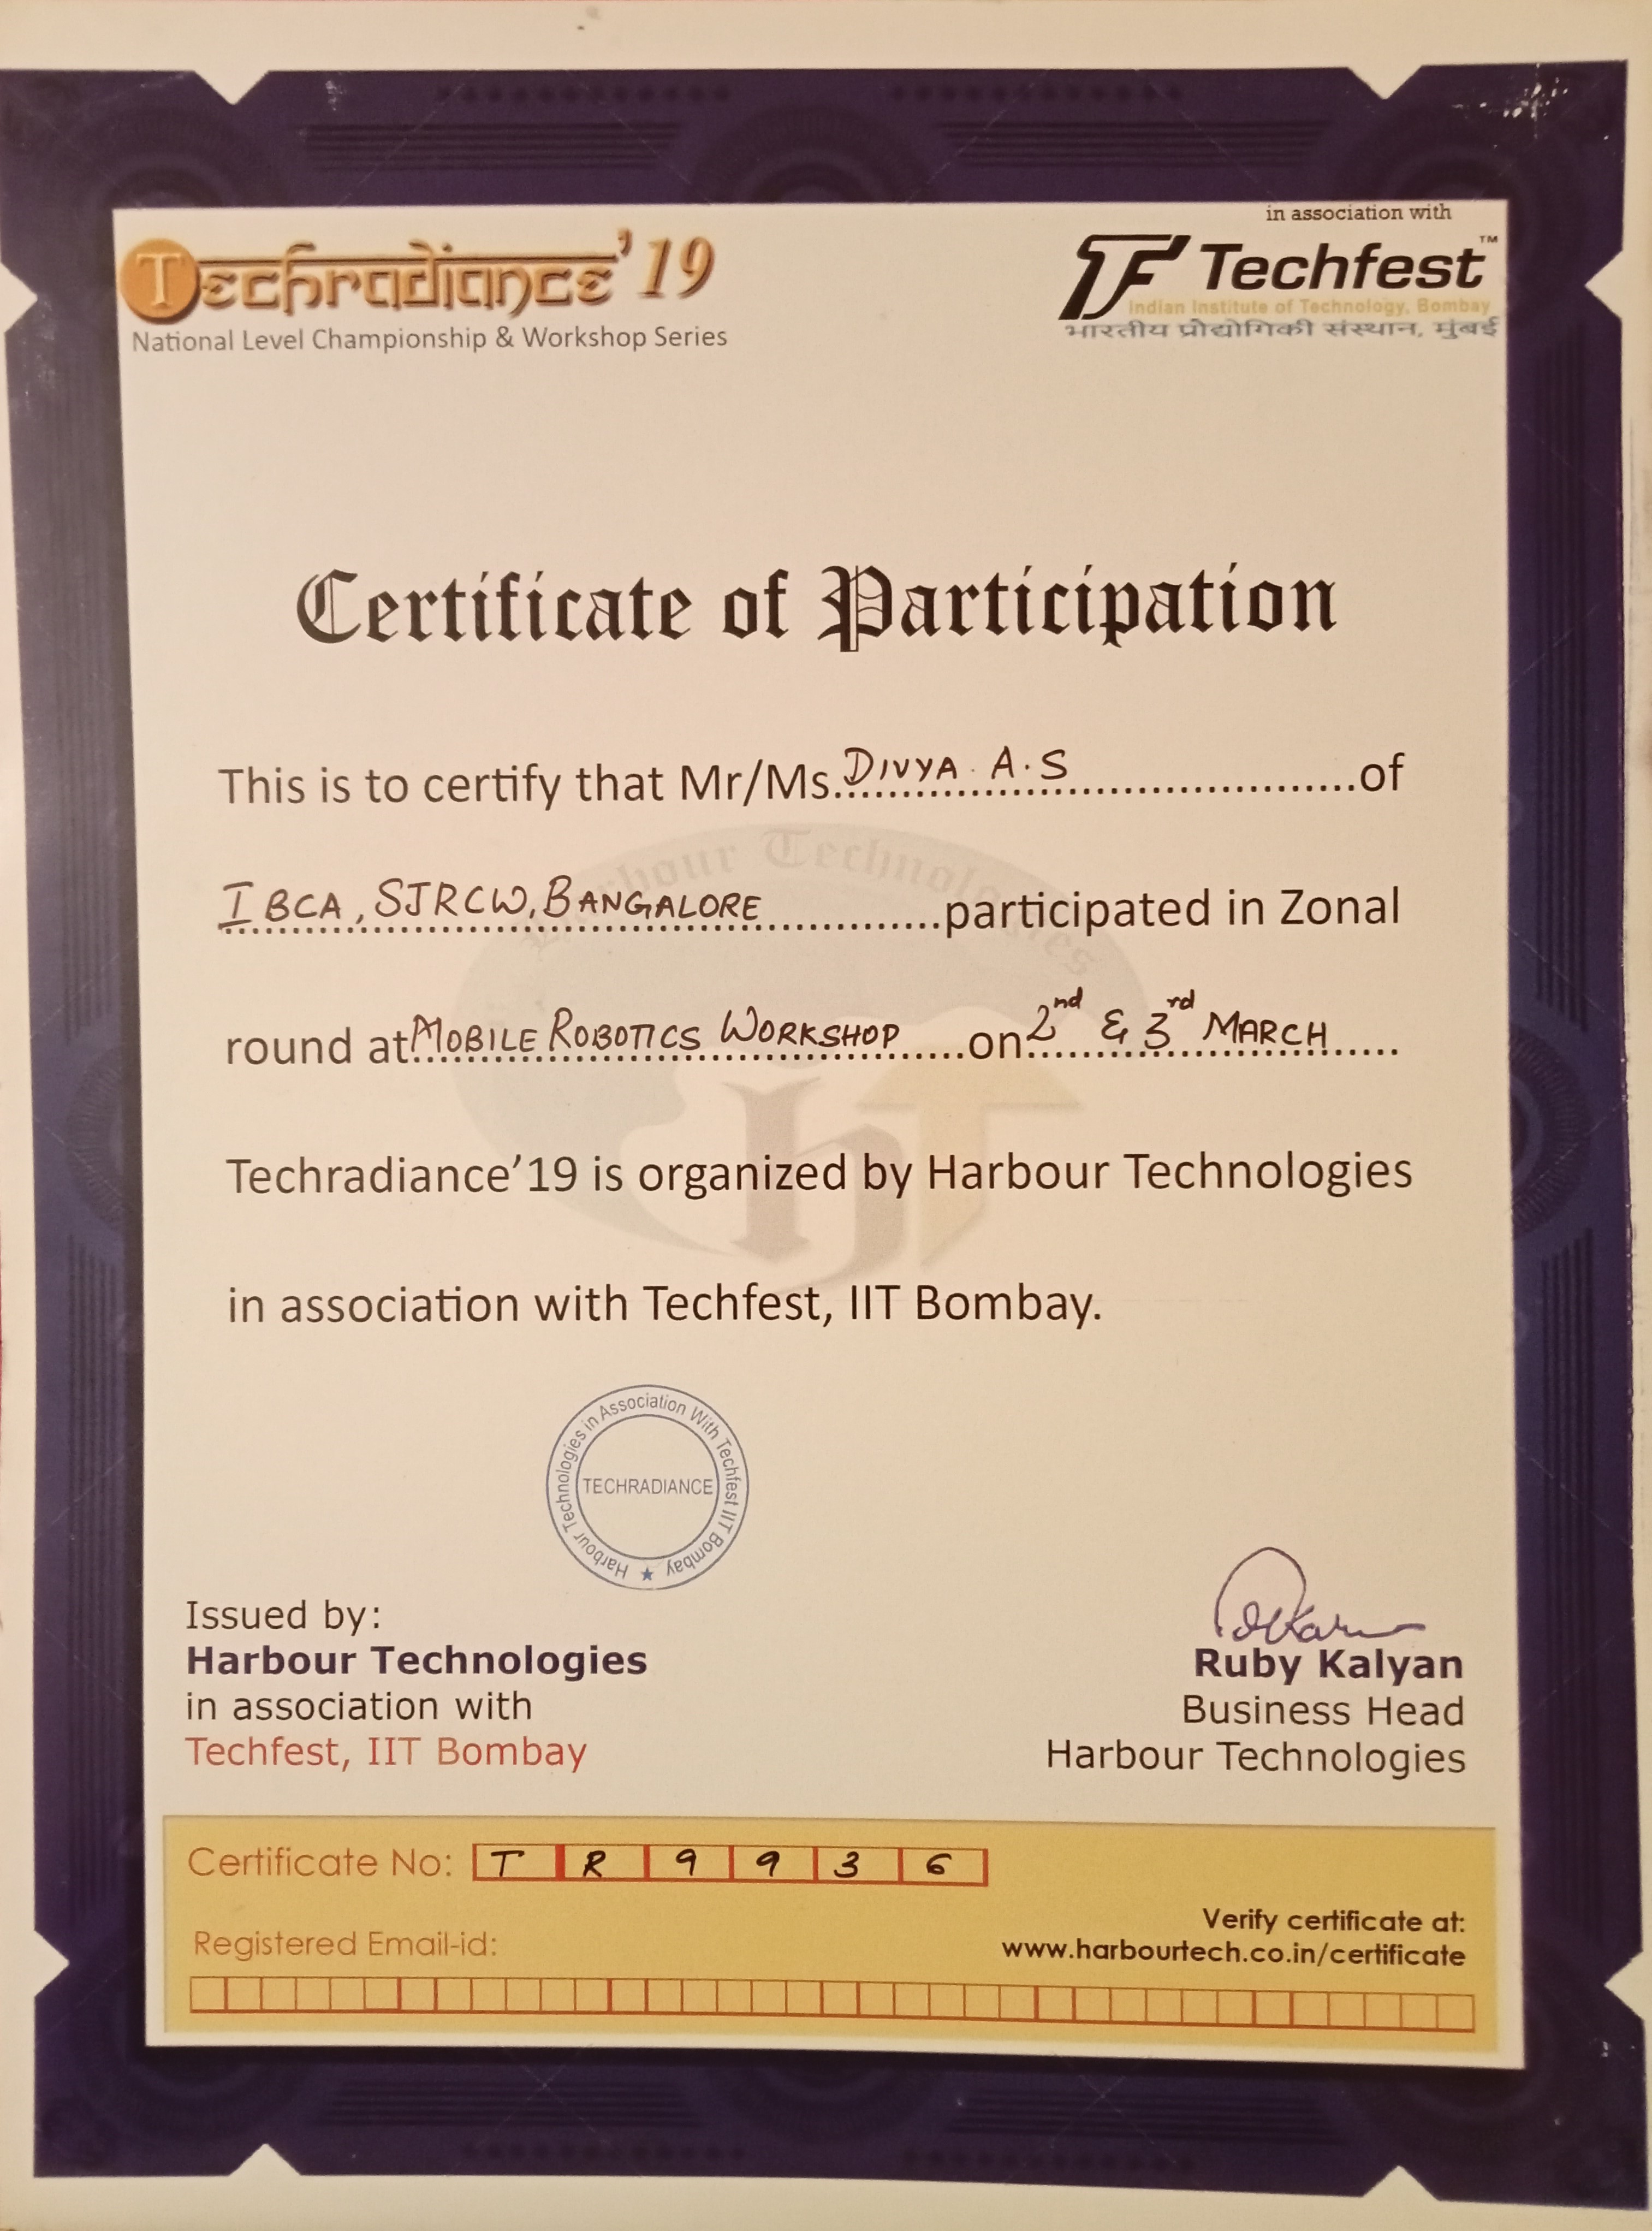 Techradiance'19
National Level Championship & Workshop Series
in association with
TF Techfest™
Indian Institute of Technology, Bombay
भारतीय प्रौद्योगिकी संस्थान, मुंबई
Certificate of Participation
This is to certify that Mr/Ms. DIVYA A.S of
I BCA, SJRCW, BANGALORE participated in Zonal
round at MOBILE ROBOTICS WORKSHOP on 2nd & 3rd MARCH
Techradiance'19 is organized by Harbour Technologies
in association with Techfest, IIT Bombay.
Harbour Technologies
hT
Harbour Technologies in Association With Techfest IIT Bombay ★
TECHRADIANCE
Issued by:
Harbour Technologies
in association with
Techfest, IIT Bombay
Ruby Kalyan
Business Head
Harbour Technologies
Certificate No: T R 9 9 3 6
Registered Email-id:
Verify certificate at:
www.harbourtech.co.in/certificate